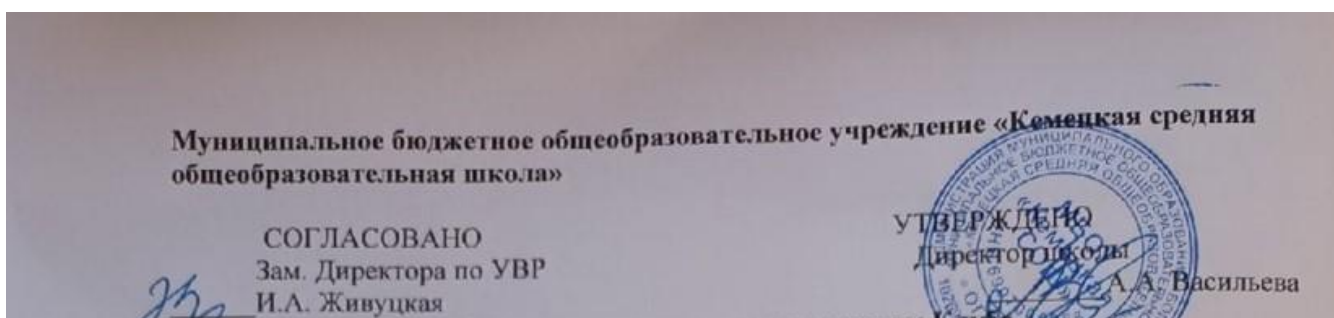 Муниципальное бюджетное общеобразовательное учреждение «Кемецкая средняя
общеобразовательная школа»
СОГЛАСОВАНО
Зам. Директора по УВР
И.А. Живуцкая
УТВЕРЖДЕНО
Директор школы
А.А. Васильева